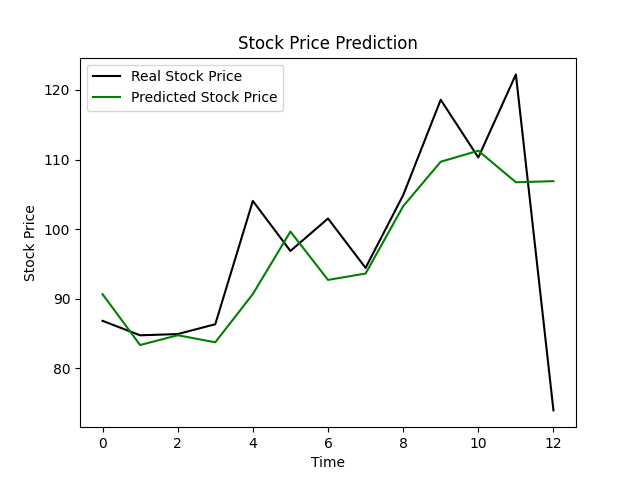 Stock Price Prediction
Real Stock Price
Predicted Stock Price
Stock Price
120
110
100
90
80
0 2 4 6 8 10 12
Time